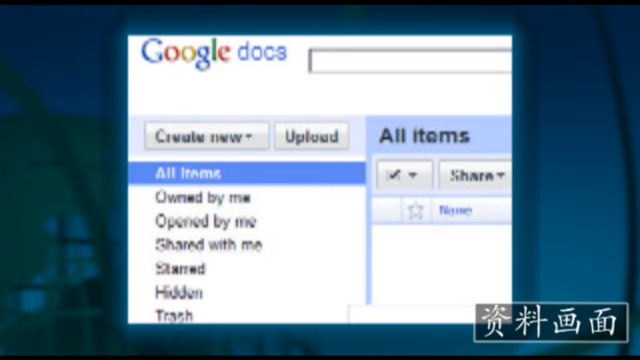 Google docs
Create new
Upload
All items
All items
Share
Owned by me
Name
Opened by me
Shared with me
Starred
Hidden
Trash
资料画面